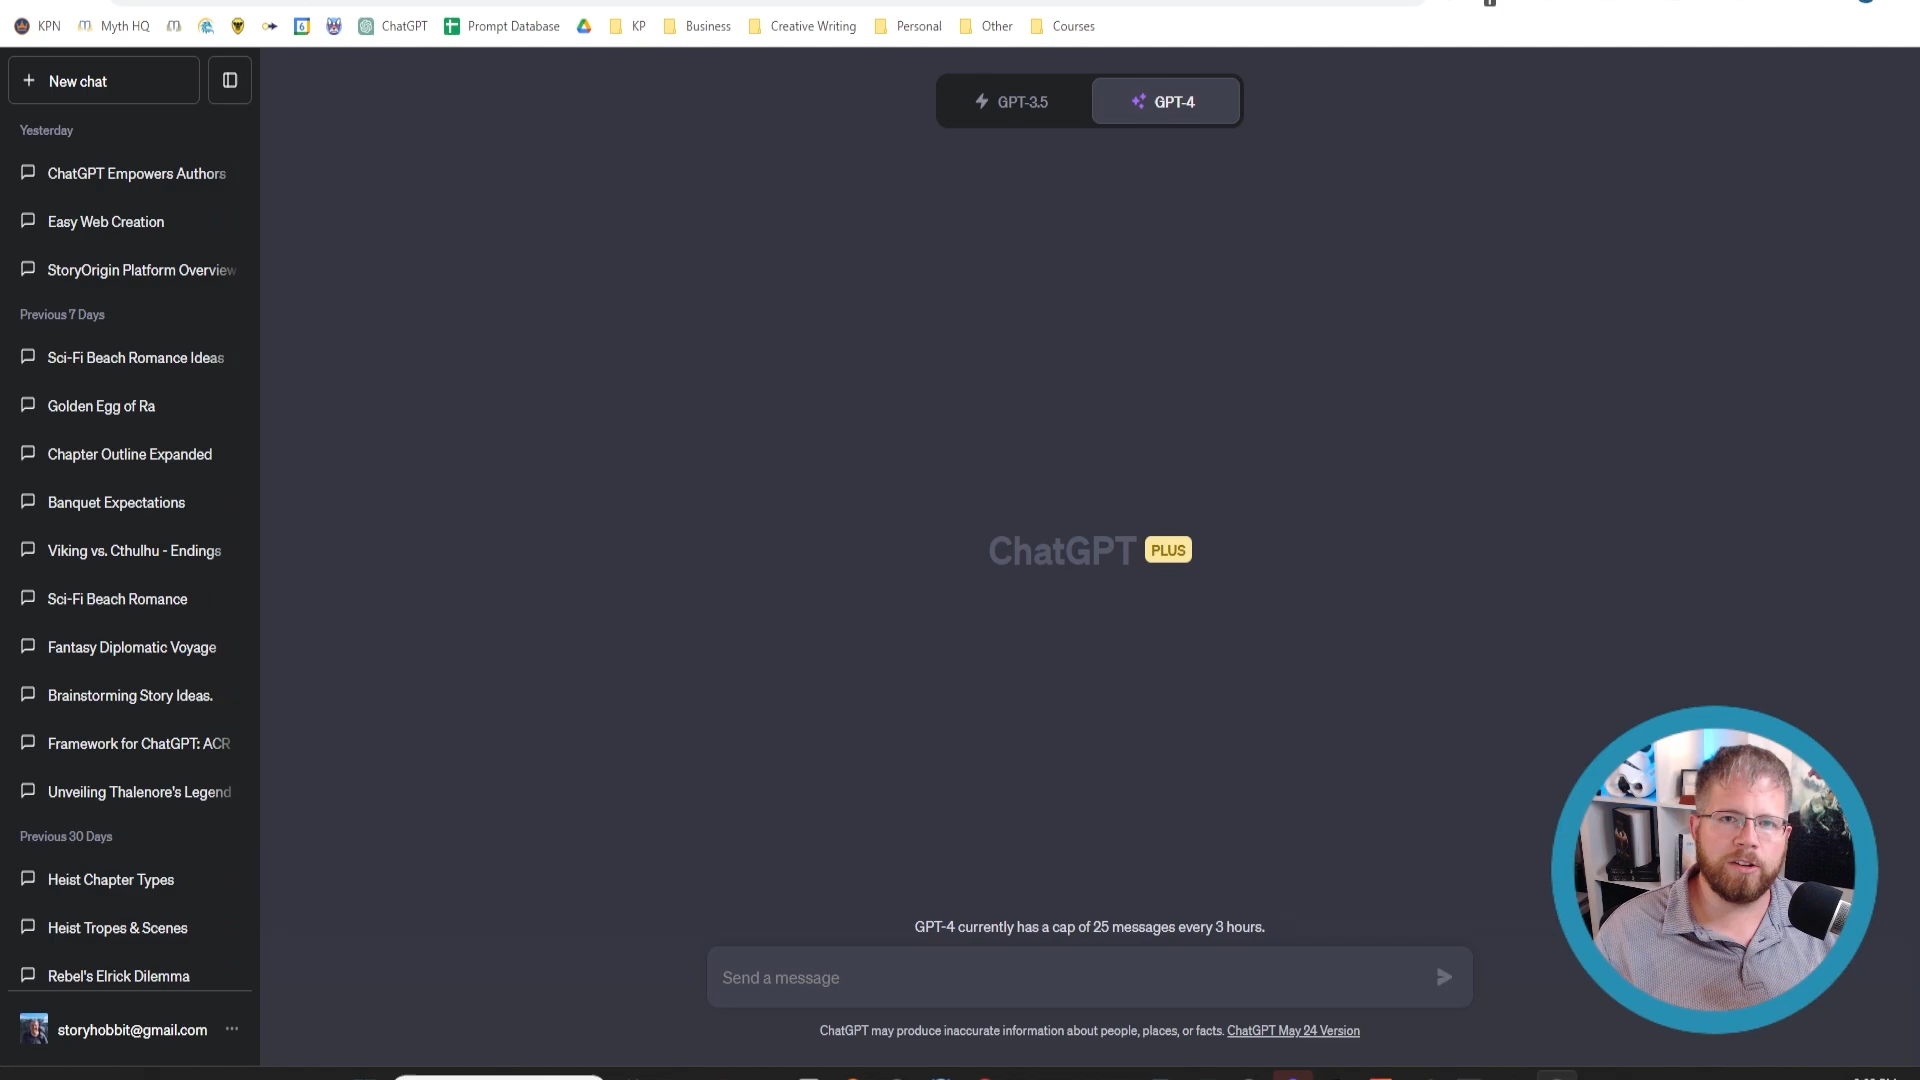 KPN
Myth HQ
6
ChatGPT
Prompt Database
KP
Business
Creative Writing
Personal
Other
Courses
+ New chat
Yesterday
ChatGPT Empowers Authors
Easy Web Creation
StoryOrigin Platform Overview
Previous 7 Days
Sci-Fi Beach Romance Ideas
Golden Egg of Ra
Chapter Outline Expanded
Banquet Expectations
Viking vs. Cthulhu - Endings
Sci-Fi Beach Romance
Fantasy Diplomatic Voyage
Brainstorming Story Ideas.
Framework for ChatGPT: ACR
Unveiling Thalenore's Legend
Previous 30 Days
Heist Chapter Types
Heist Tropes & Scenes
Rebel's Elrick Dilemma
storyhobbit@gmail.com
GPT-3.5
GPT-4
ChatGPT PLUS
GPT-4 currently has a cap of 25 messages every 3 hours.
Send a message
ChatGPT may produce inaccurate information about people, places, or facts. ChatGPT May 24 Version